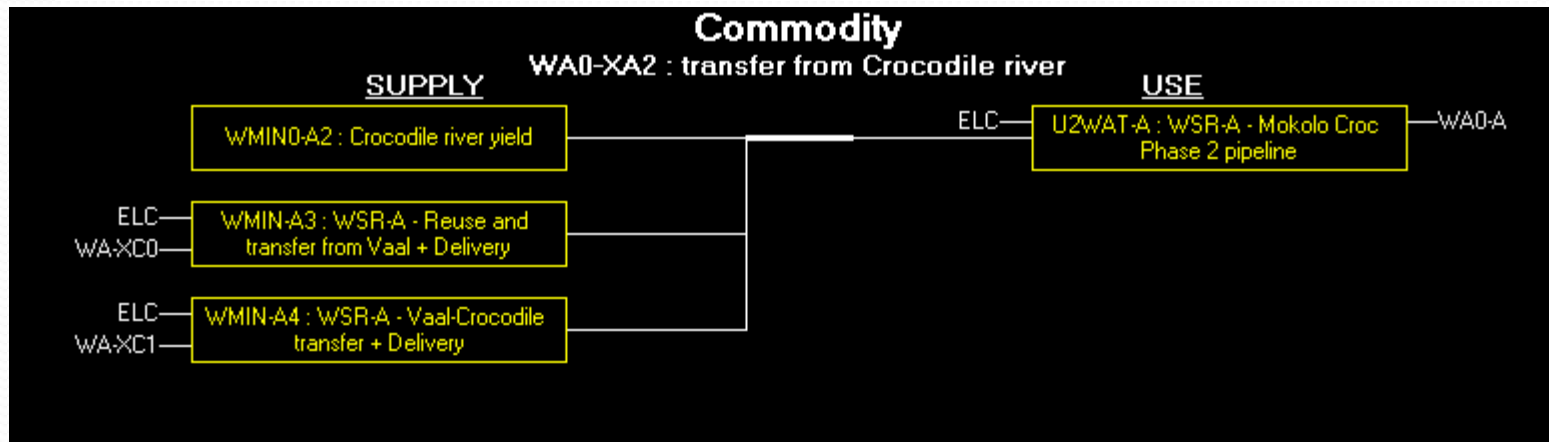 Commodity
WA0-XA2 : transfer from Crocodile river
SUPPLY
USE
WMIN0-A2 : Crocodile river yield
ELC
U2WAT-A : WSR-A - Mokolo Croc
Phase 2 pipeline
WA0-A
ELC
WA-XC0
WMIN-A3 : WSR-A - Reuse and
transfer from Vaal + Delivery
ELC
WA-XC1
WMIN-A4 : WSR-A - Vaal-Crocodile
transfer + Delivery